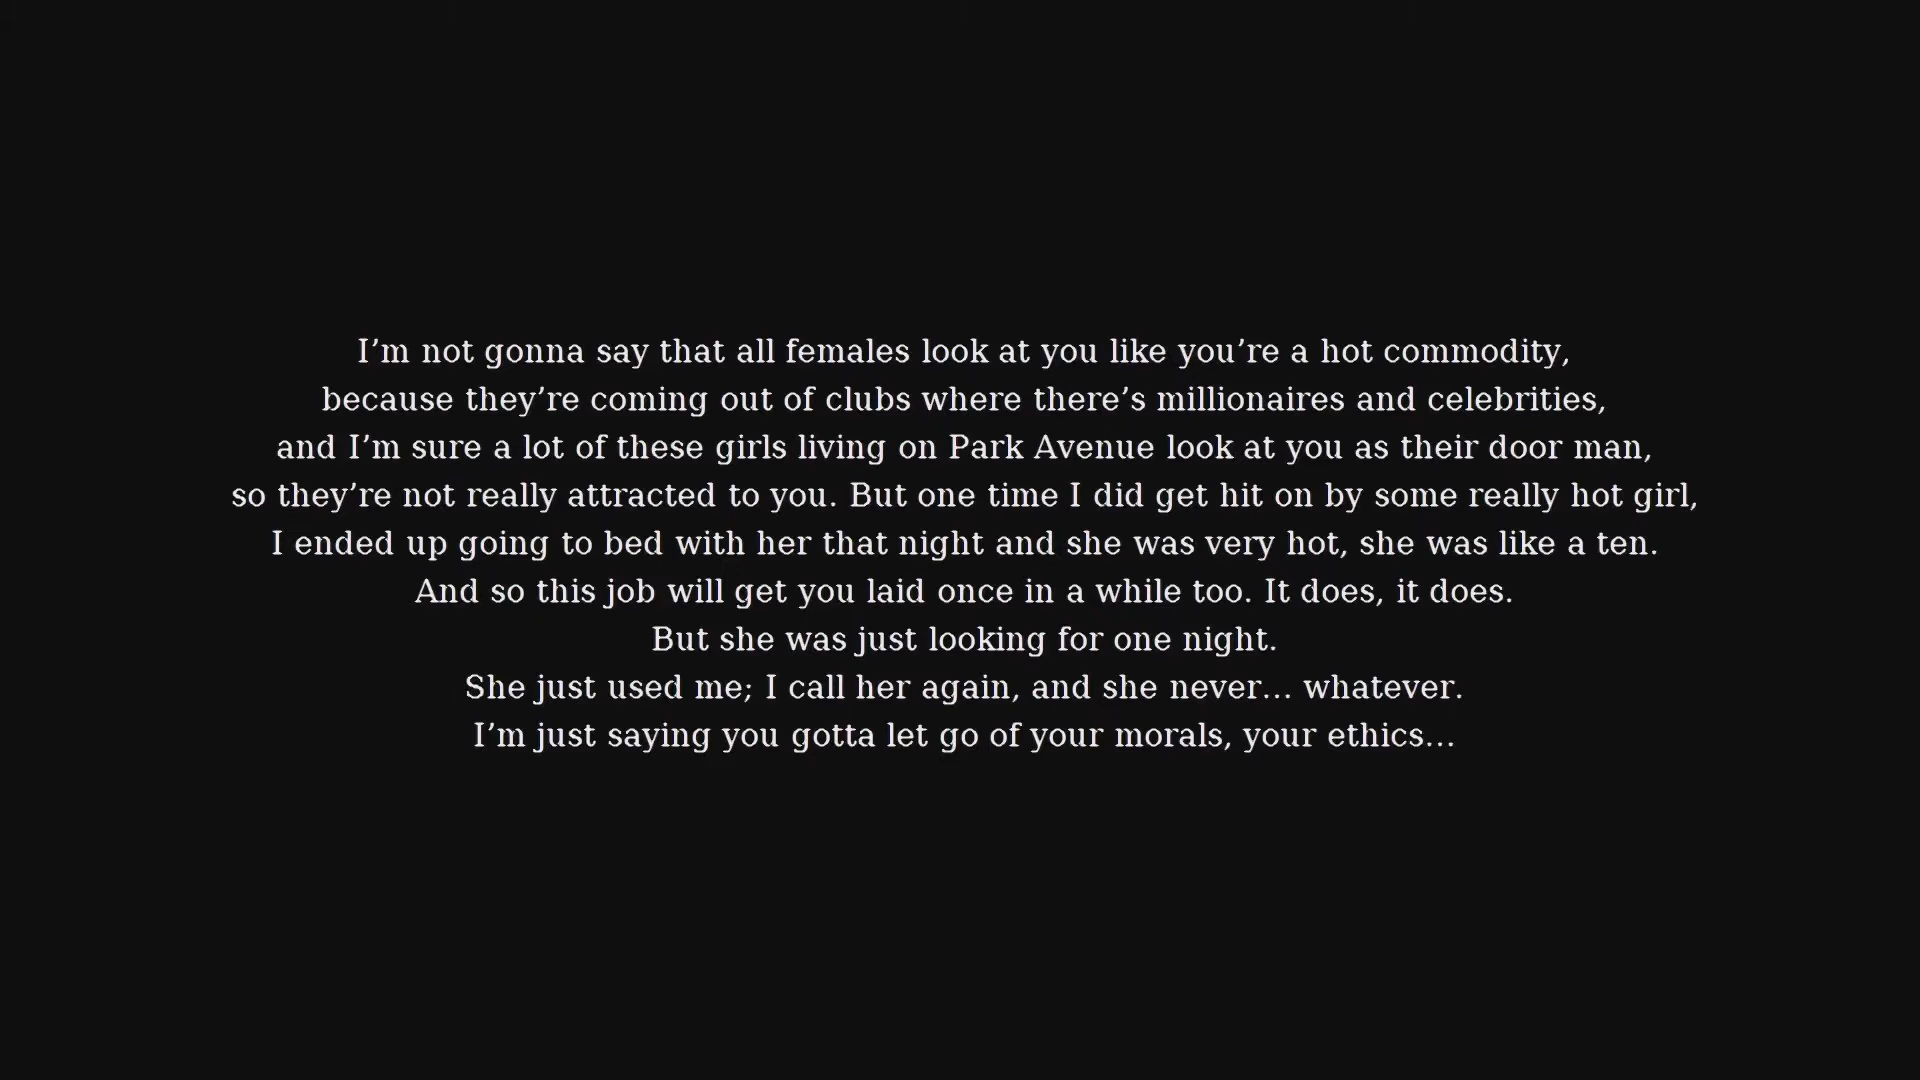 I’m not gonna say that all females look at you like you’re a hot commodity,
because they’re coming out of clubs where there’s millionaires and celebrities,
and I’m sure a lot of these girls living on Park Avenue look at you as their door man,
so they’re not really attracted to you. But one time I did get hit on by some really hot girl,
I ended up going to bed with her that night and she was very hot, she was like a ten.
And so this job will get you laid once in a while too. It does, it does.
But she was just looking for one night.
She just used me; I call her again, and she never… whatever.
I’m just saying you gotta let go of your morals, your ethics…